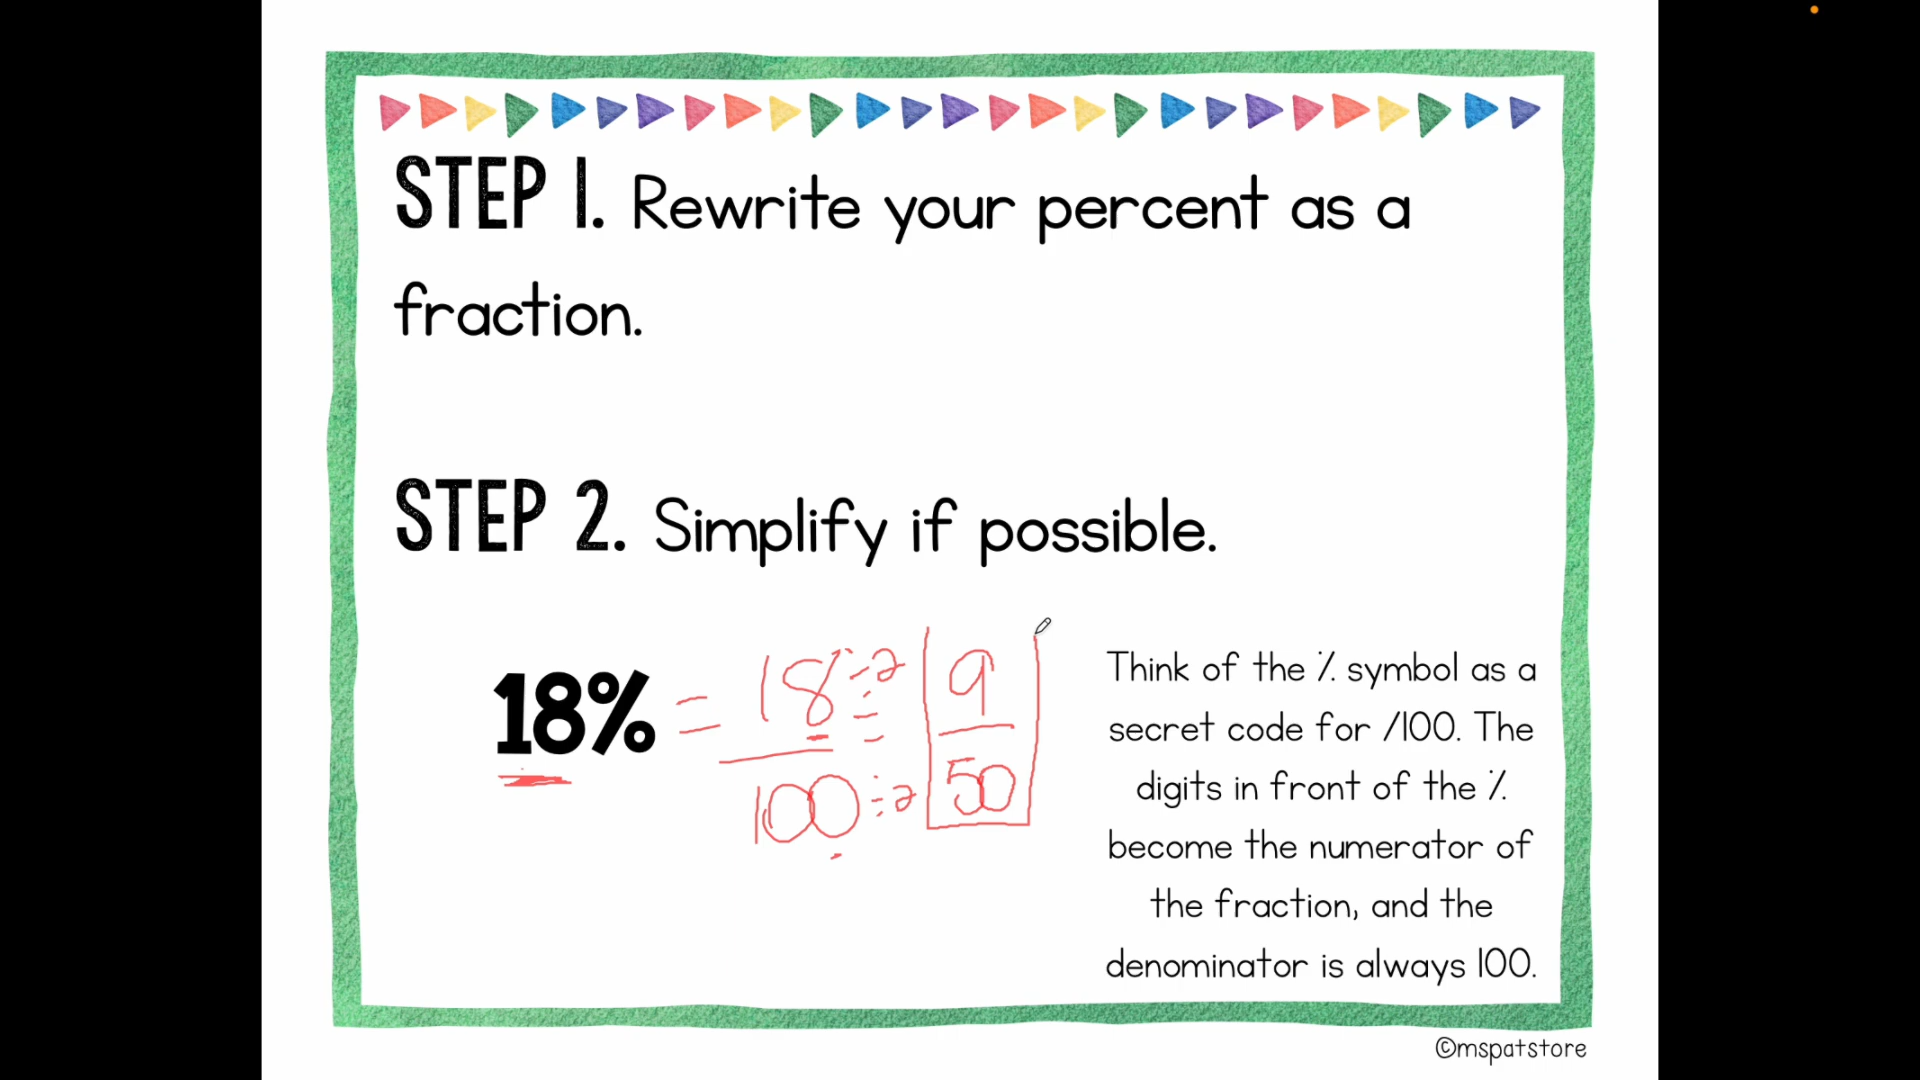 STEP 1. Rewrite your percent as a
fraction.
STEP 2. Simplify if possible.
18% = 18 ÷2 = 9
100 ÷2 50
Think of the % symbol as a
secret code for /100. The
digits in front of the %
become the numerator of
the fraction, and the
denominator is always 100.
©mspatstore